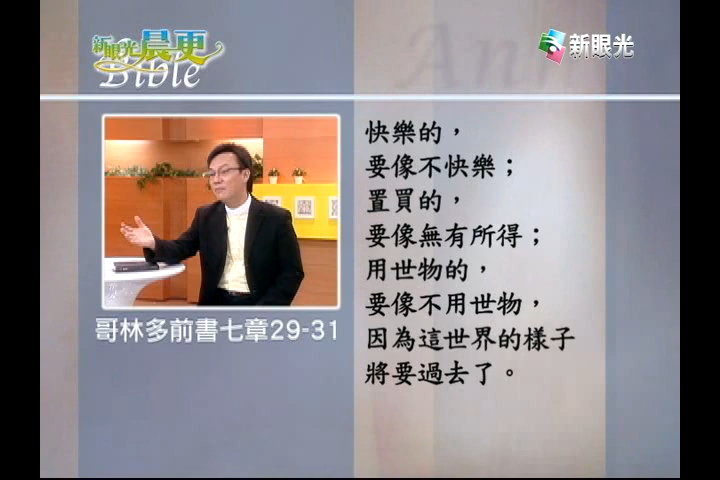 新眼光晨更
Bible
Ani
新眼光
快樂的，
要像不快樂；
置買的，
要像無有所得；
用世物的，
要像不用世物，
因為這世界的樣子
將要過去了。
哥林多前書七章29-31